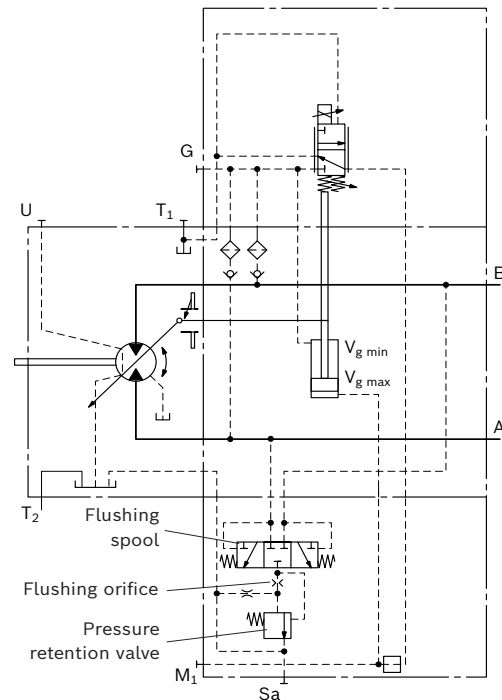 G
U
T1
B
Vg min
Vg max
A
T2
Flushing
spool
Flushing orifice
Pressure
retention valve
M1
Sa